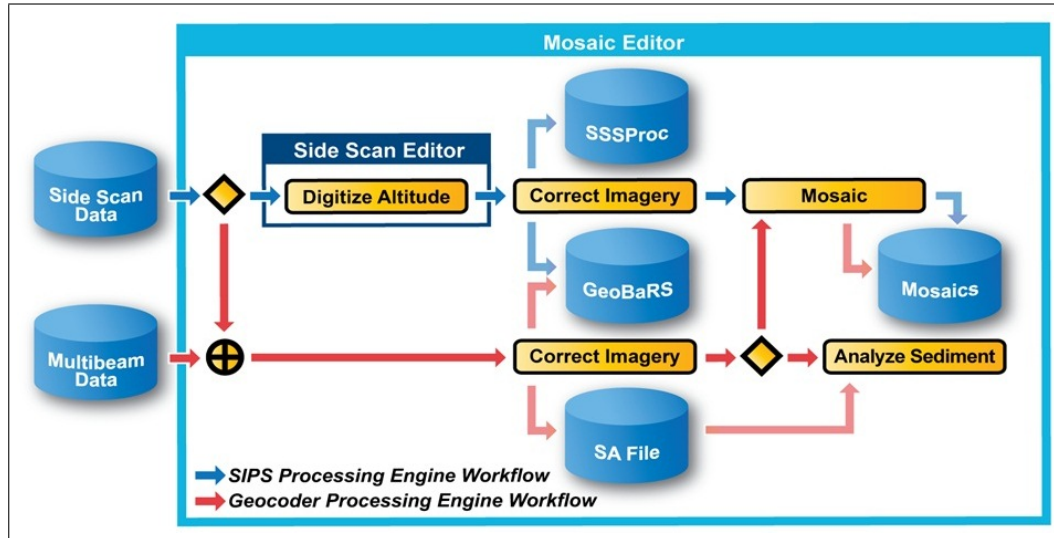 Mosaic Editor
SSSProc
Side Scan Editor
Side Scan
Data
Digitize Altitude
Correct Imagery
Mosaic
GeoBaRS
Mosaics
Multibeam
Data
Correct Imagery
Analyze Sediment
SA File
SIPS Processing Engine Workflow
Geocoder Processing Engine Workflow